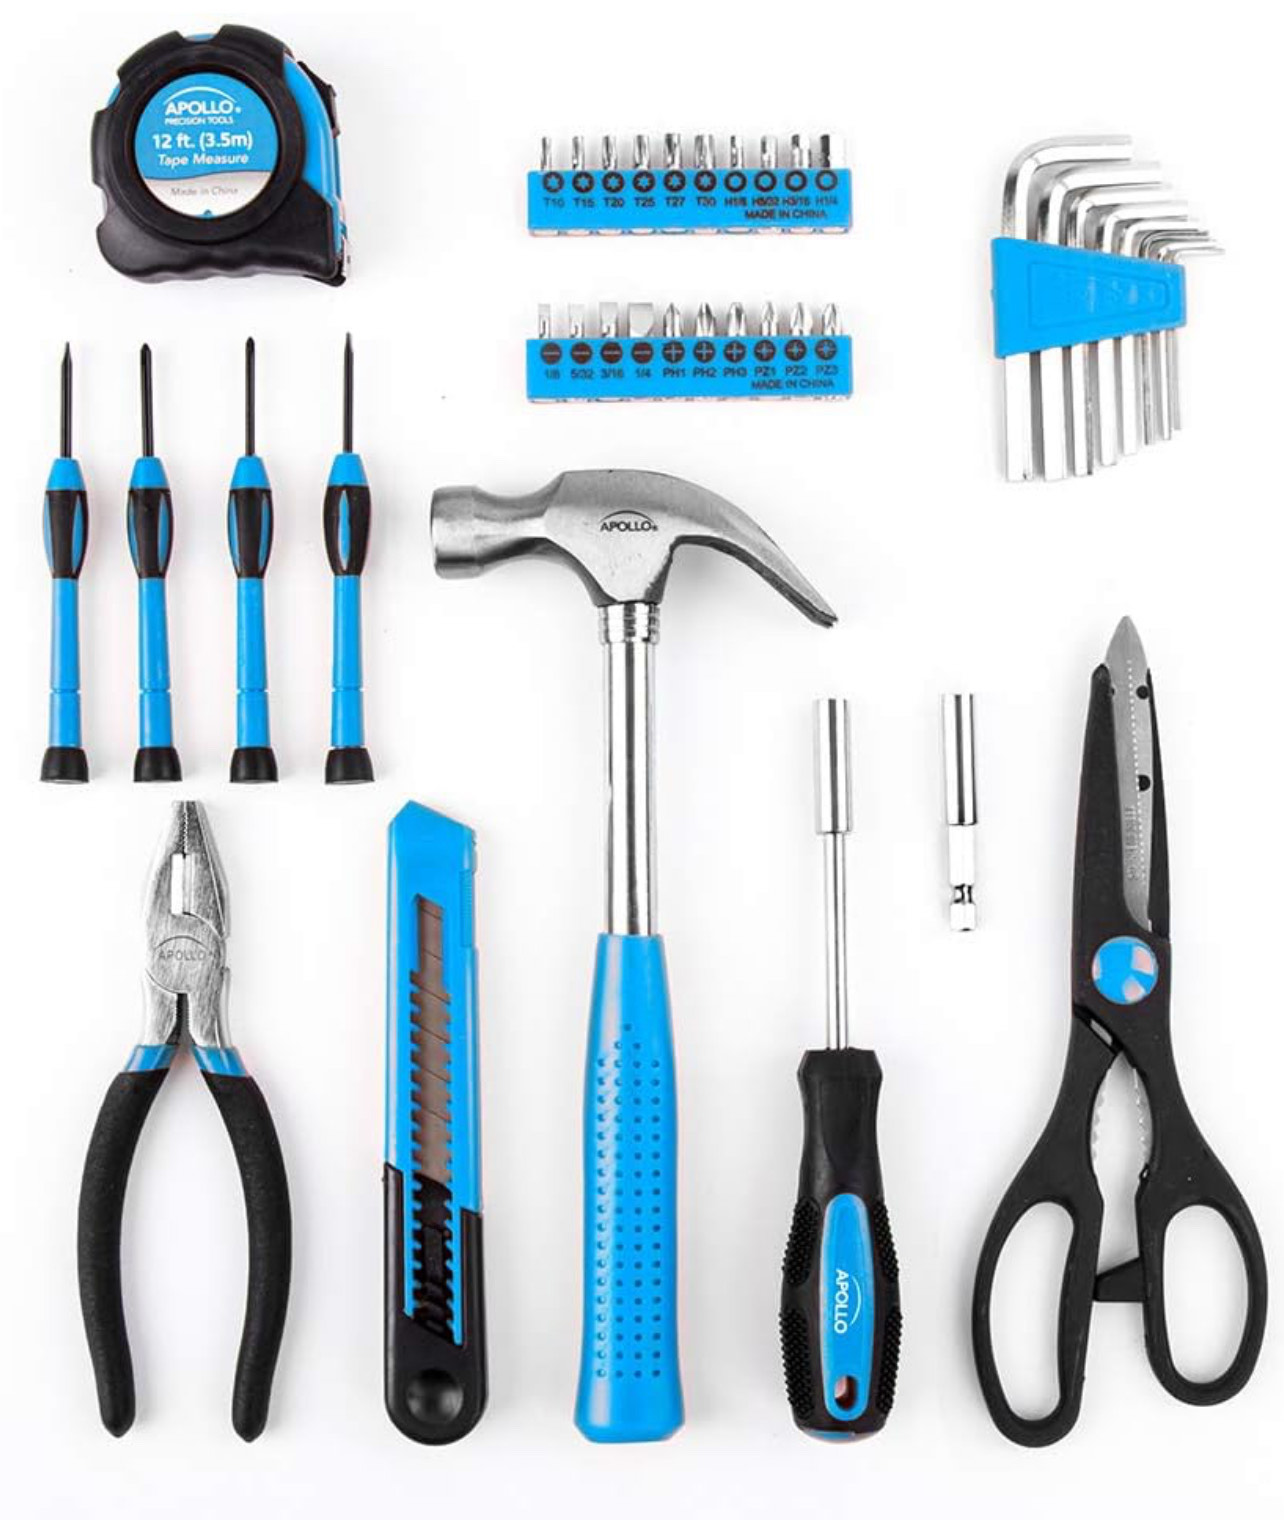 APOLLO®
PRECISION TOOLS
12 ft. (3.5m)
Tape Measure
Made in China
T10 T15 T20 T25 T27 T30 H1/8 H5/32 H3/16 H1/4
MADE IN CHINA
1/8 5/32 3/16 1/4 PH1 PH2 PH3 PZ1 PZ2 PZ3
MADE IN CHINA
APOLLO®
APOLLO
APOLLO